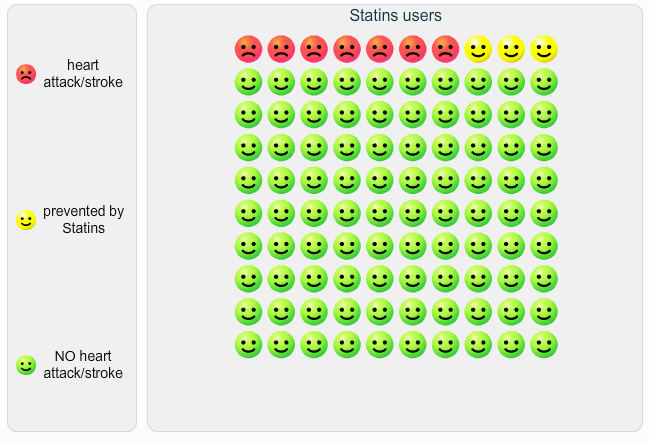 Statins users
heart
attack/stroke
prevented by
Statins
NO heart
attack/stroke